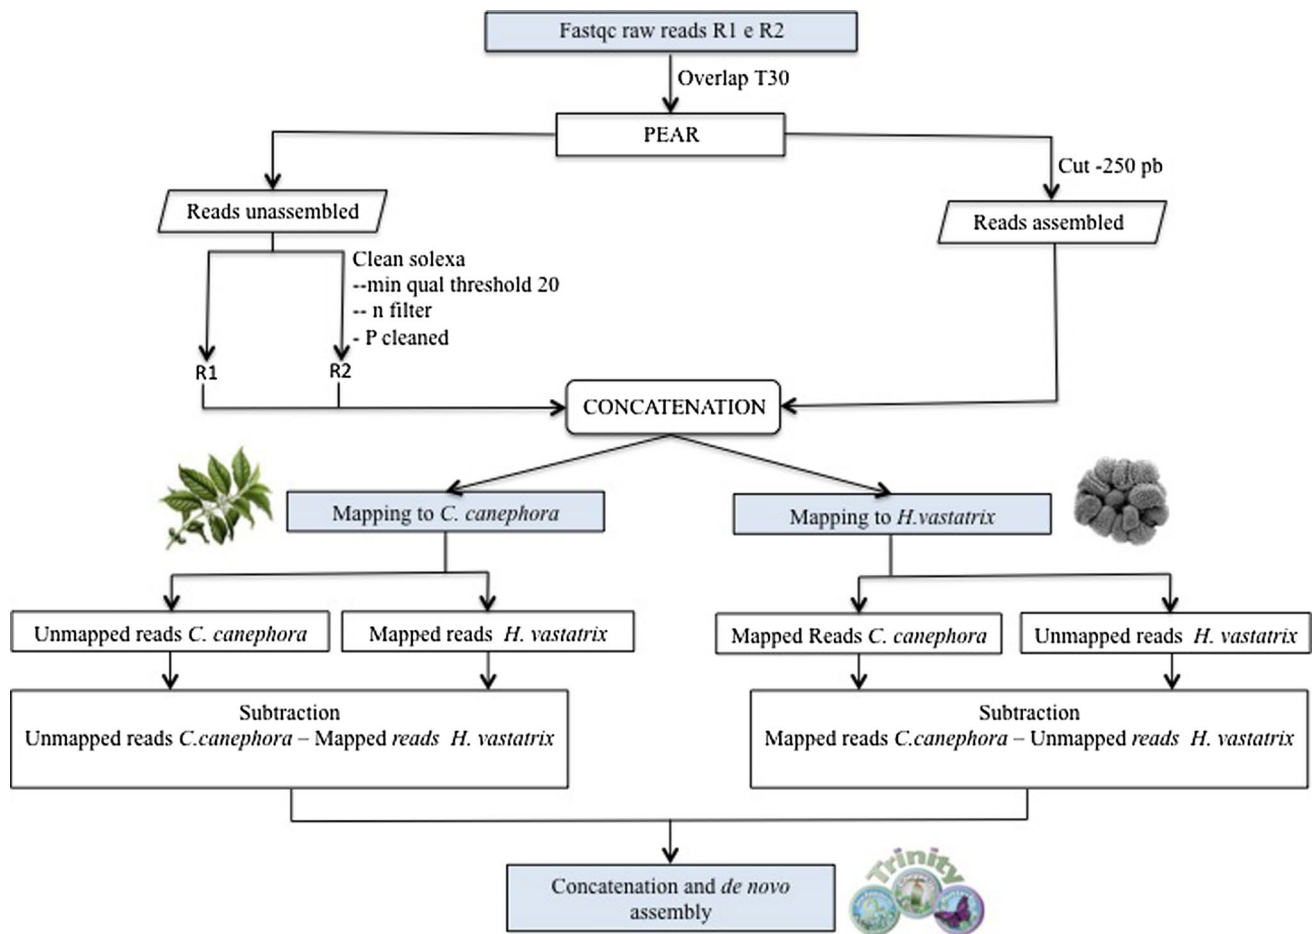 Fastqc raw reads R1 e R2
Overlap T30
PEAR
Cut -250 pb
Reads unassembled
Reads assembled
Clean solexa
--min qual threshold 20
-- n filter
- P cleaned
R1
R2
CONCATENATION
Mapping to C. canephora
Mapping to H.vastatrix
Unmapped reads C. canephora
Mapped reads H. vastatrix
Mapped Reads C. canephora
Unmapped reads H. vastatrix
Subtraction
Unmapped reads C.canephora – Mapped reads H. vastatrix
Subtraction
Mapped reads C.canephora – Unmapped reads H. vastatrix
Trinity
Concatenation and de novo
assembly